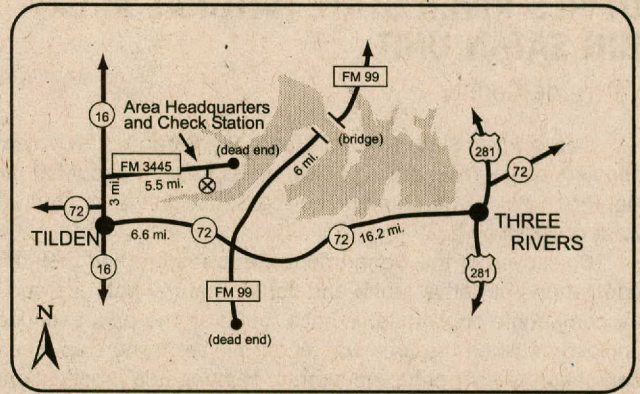 FM 99
16
Area Headquarters
and Check Station
(dead end)
(bridge)
FM 3445
5.5 mi.
3 mi.
6 mi.
281
72
72
TILDEN
6.6 mi.
72
72
16.2 mi.
THREE
RIVERS
16
281
FM 99
(dead end)
N